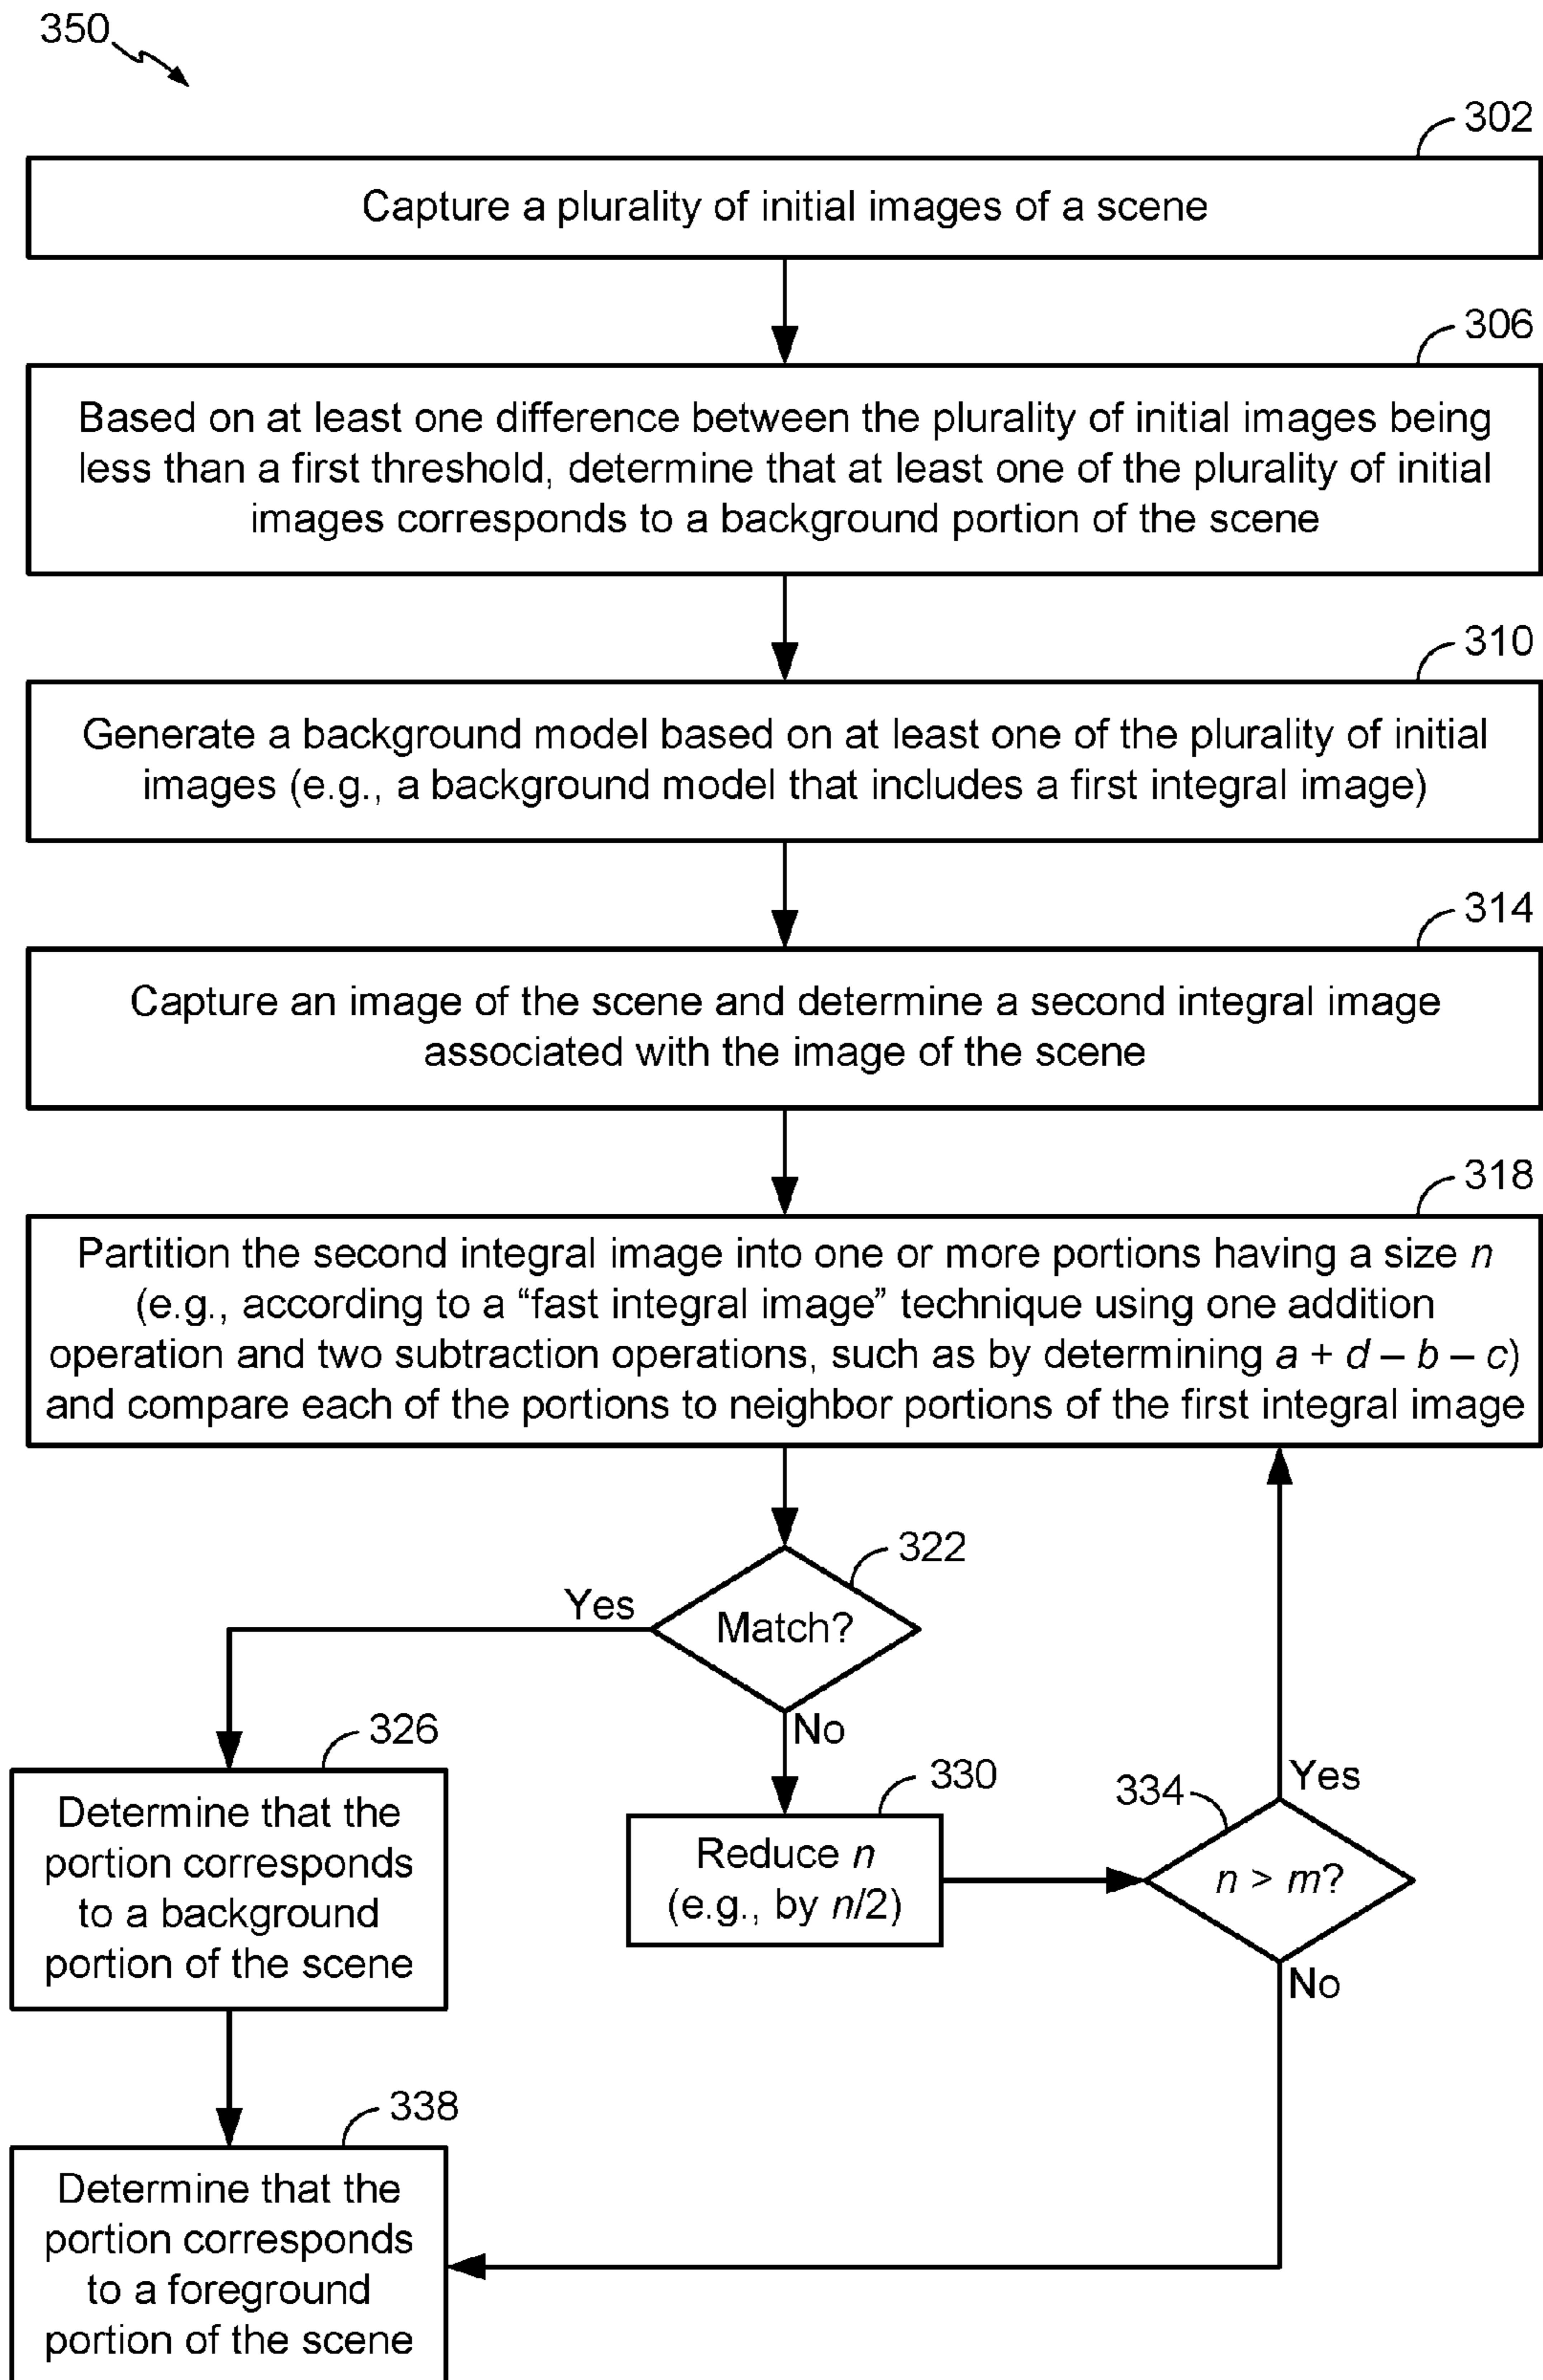 350
302
Capture a plurality of initial images of a scene
306
Based on at least one difference between the plurality of initial images being
less than a first threshold, determine that at least one of the plurality of initial
images corresponds to a background portion of the scene
310
Generate a background model based on at least one of the plurality of initial
images (e.g., a background model that includes a first integral image)
314
Capture an image of the scene and determine a second integral image
associated with the image of the scene
318
Partition the second integral image into one or more portions having a size n
(e.g., according to a “fast integral image” technique using one addition
operation and two subtraction operations, such as by determining a + d – b – c)
and compare each of the portions to neighbor portions of the first integral image
322
Yes
Match?
No
326
Determine that the
portion corresponds
to a background
portion of the scene
330
Reduce n
(e.g., by n/2)
334
Yes
n > m?
No
338
Determine that the
portion corresponds
to a foreground
portion of the scene